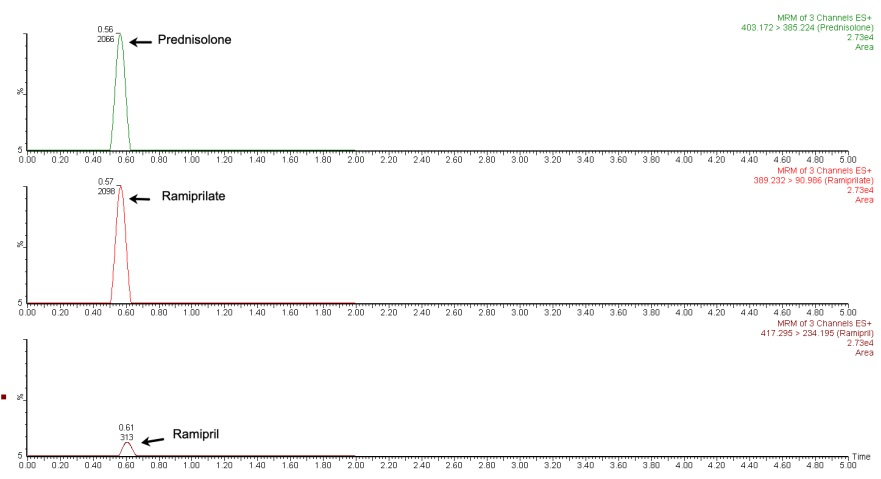 MRM of 3 Channels ES+
403.172 > 385.224 (Prednisolone)
2.73e4
Area
0.56
2066
Prednisolone
%
5
0.00 0.20 0.40 0.60 0.80 1.00 1.20 1.40 1.60 1.80 2.00 2.20 2.40 2.60 2.80 3.00 3.20 3.40 3.60 3.80 4.00 4.20 4.40 4.60 4.80 5.00
MRM of 3 Channels ES+
389.232 > 90.986 (Ramiprilate)
2.73e4
Area
0.57
2098
Ramiprilate
%
5
0.00 0.20 0.40 0.60 0.80 1.00 1.20 1.40 1.60 1.80 2.00 2.20 2.40 2.60 2.80 3.00 3.20 3.40 3.60 3.80 4.00 4.20 4.40 4.60 4.80 5.00
MRM of 3 Channels ES+
417.295 > 234.195 (Ramipril)
2.73e4
Area
0.61
313
Ramipril
%
5
Time
0.00 0.20 0.40 0.60 0.80 1.00 1.20 1.40 1.60 1.80 2.00 2.20 2.40 2.60 2.80 3.00 3.20 3.40 3.60 3.80 4.00 4.20 4.40 4.60 4.80 5.00